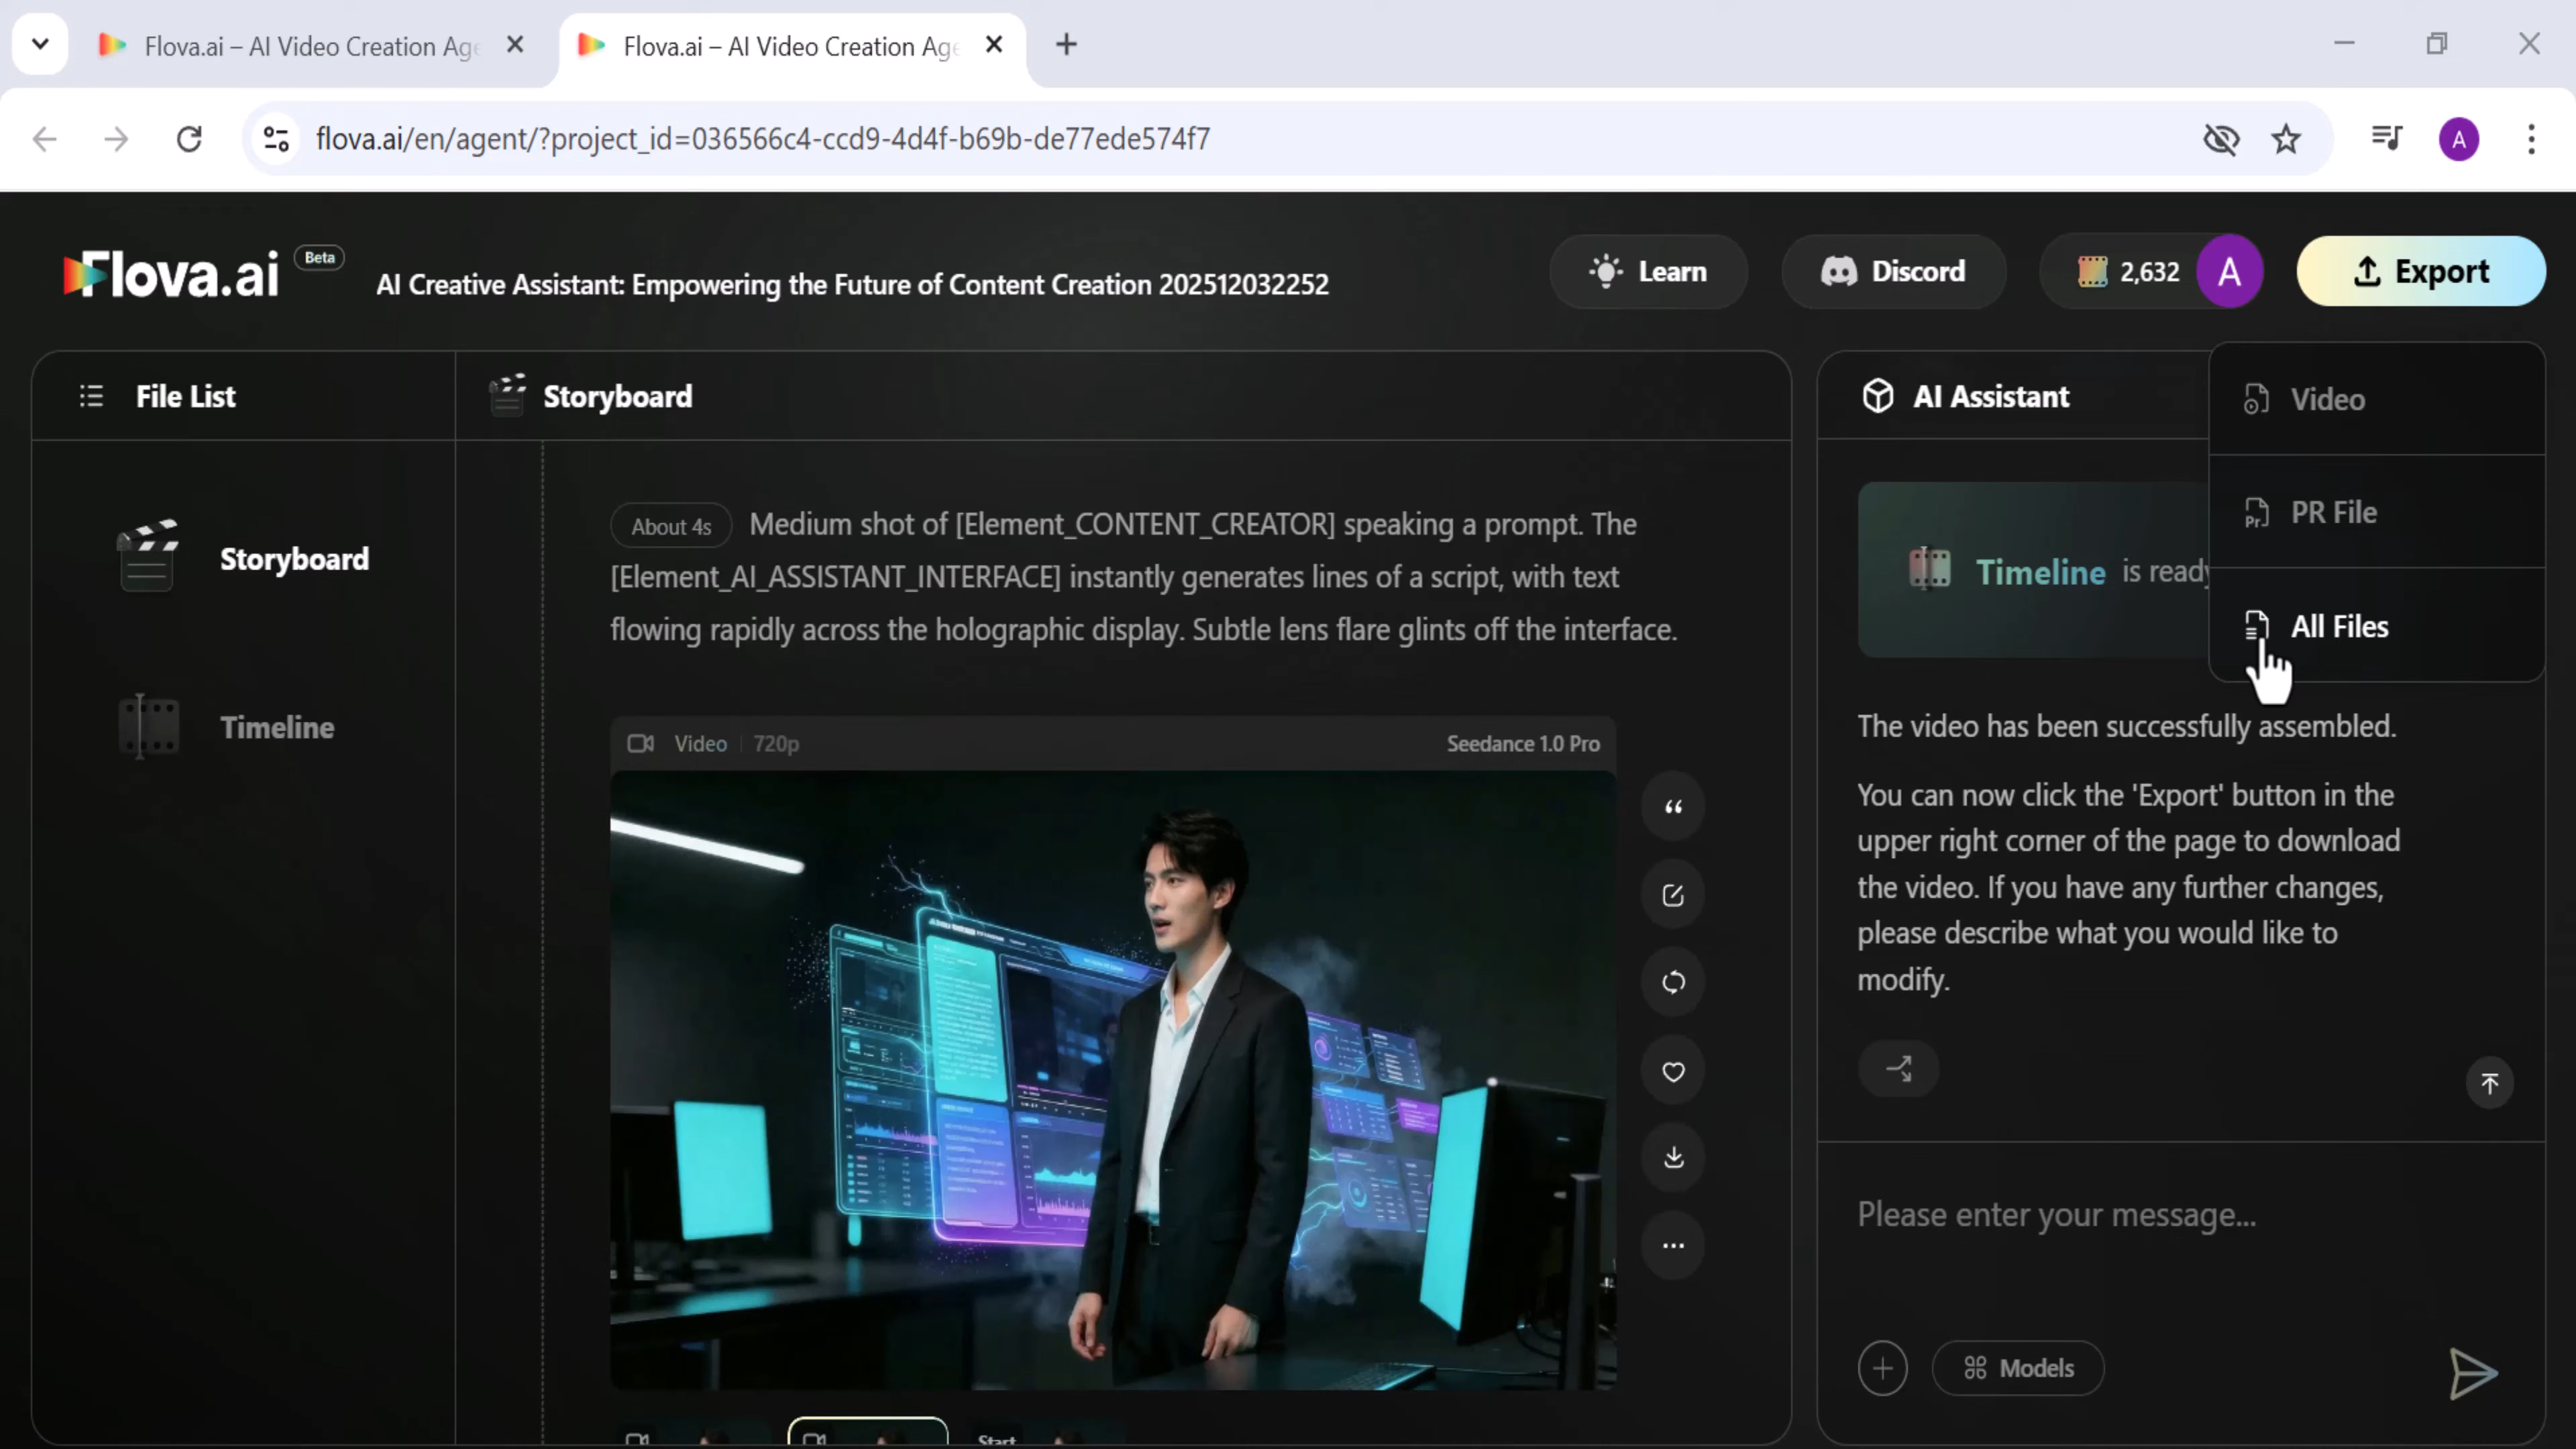 Flova.ai – AI Video Creation Age
Flova.ai – AI Video Creation Age
flova.ai/en/agent/?project_id=036566c4-ccd9-4d4f-b69b-de77ede574f7
A
Flova.ai
Beta
AI Creative Assistant: Empowering the Future of Content Creation 202512032252
Learn
Discord
2,632
A
Export
File List
Storyboard
AI Assistant
Video
PR File
All Files
Storyboard
Timeline
About 4s
Medium shot of [Element_CONTENT_CREATOR] speaking a prompt. The
[Element_AI_ASSISTANT_INTERFACE] instantly generates lines of a script, with text
flowing rapidly across the holographic display. Subtle lens flare glints off the interface.
Video | 720p
Seedance 1.0 Pro
Start
Timeline is ready
The video has been successfully assembled.
You can now click the 'Export' button in the
upper right corner of the page to download
the video. If you have any further changes,
please describe what you would like to
modify.
Please enter your message...
Models